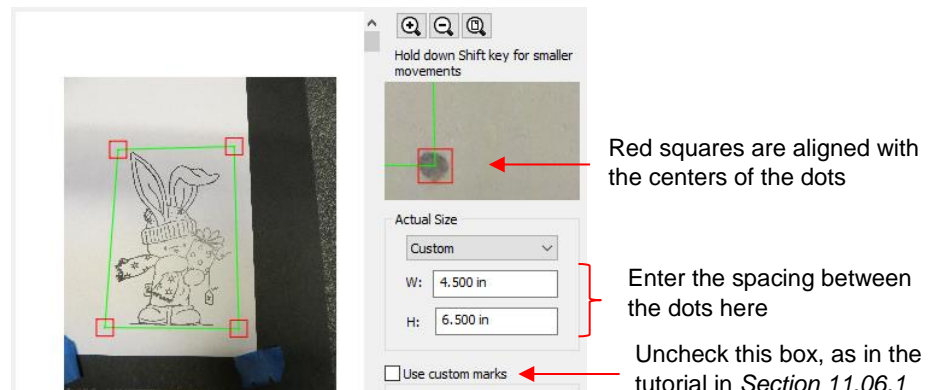 Hold down Shift key for smaller
movements
Red squares are aligned with
the centers of the dots
Actual Size
Custom
W: 4.500 in
H: 6.500 in
Enter the spacing between
the dots here
Use custom marks
Uncheck this box, as in the
tutorial in Section 11.06.1